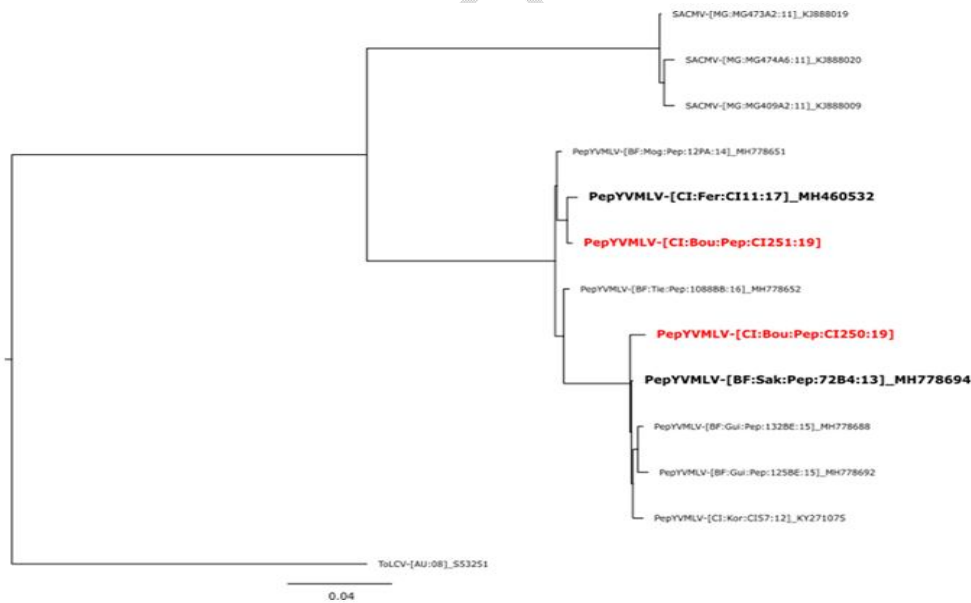 SACMV-[MG:MG473A2:11]_KJ888019
SACMV-[MG:MG474A6:11]_KJ888020
SACMV-[MG:MG409A2:11]_KJ888009
PepYVMLV-[BF:Mog:Pep:12PA:14]_MH778651
PepYVMLV-[CI:Fer:CI11:17]_MH460532
PepYVMLV-[CI:Bou:Pep:CI251:19]
PepYVMLV-[BF:Tie:Pep:1088BB:16]_MH778652
PepYVMLV-[CI:Bou:Pep:CI250:19]
PepYVMLV-[BF:Sak:Pep:72B4:13]_MH778694
PepYVMLV-[BF:Gui:Pep:132BE:15]_MH778688
PepYVMLV-[BF:Gui:Pep:125BE:15]_MH778692
PepYVMLV-[CI:Kor:CI57:12]_KY271075
ToLCV-[AU:08]_S53251
0.04